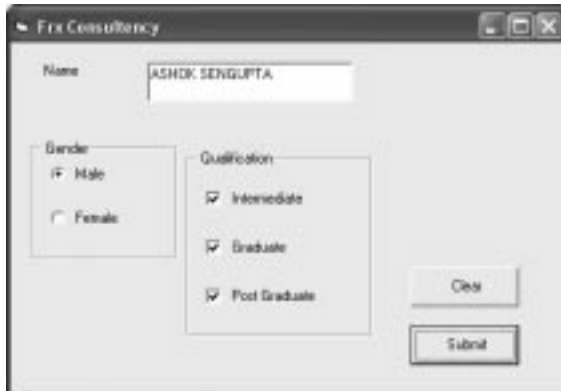 Frx Consultency
Name
ASHOK SENGUPTA
Gender
Male
Female
Qualification
Intermediate
Graduate
Post Graduate
Clear
Submit